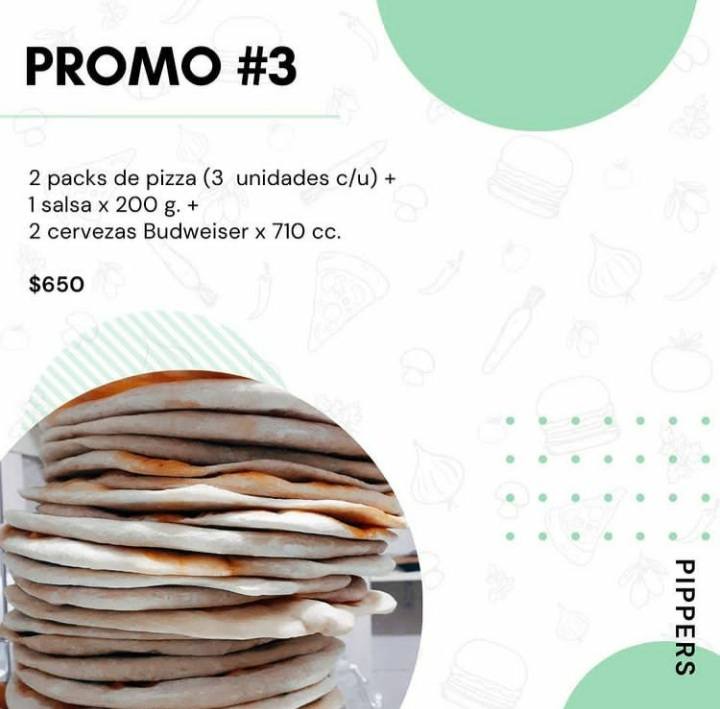 PROMO #3
2 packs de pizza (3 unidades c/u) +
1 salsa x 200 g. +
2 cervezas Budweiser x 710 cc.
$650
PIPPERS